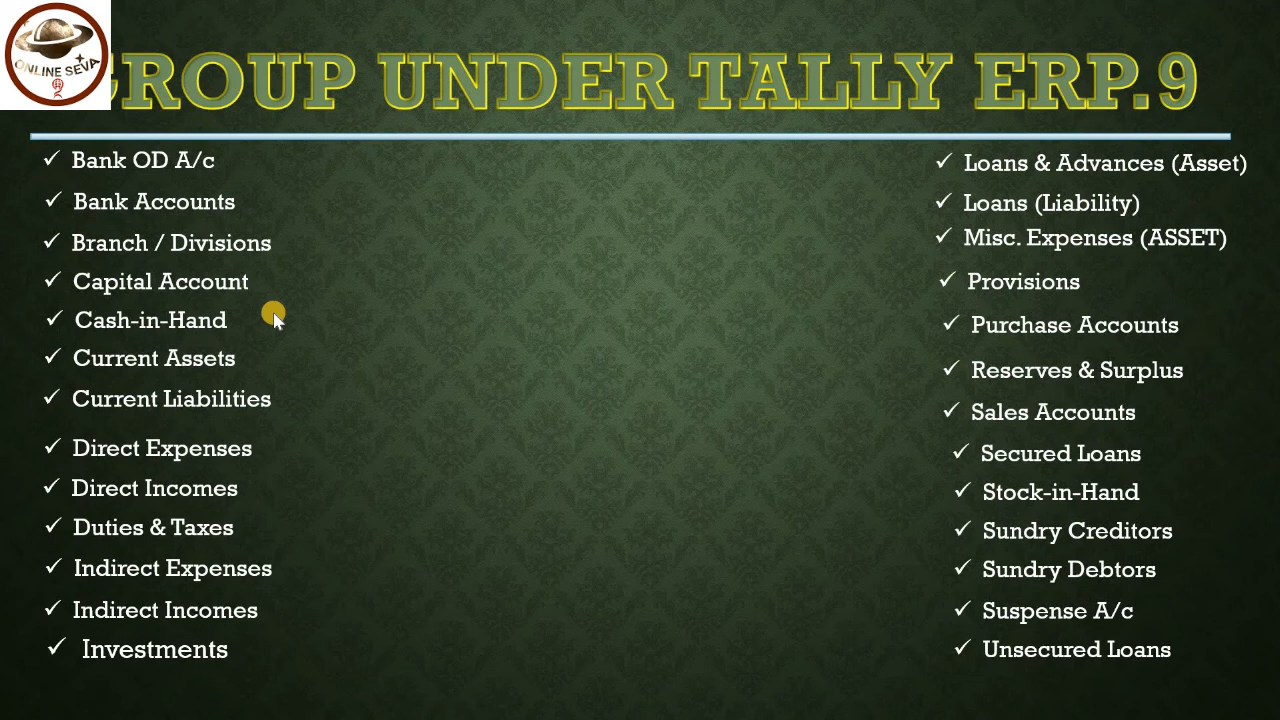 ONLINE SEVA
GROUP UNDER TALLY ERP.9
✓ Bank OD A/c
✓ Bank Accounts
✓ Branch / Divisions
✓ Capital Account
✓ Cash-in-Hand
✓ Current Assets
✓ Current Liabilities
✓ Direct Expenses
✓ Direct Incomes
✓ Duties & Taxes
✓ Indirect Expenses
✓ Indirect Incomes
✓ Investments
✓ Loans & Advances (Asset)
✓ Loans (Liability)
✓ Misc. Expenses (ASSET)
✓ Provisions
✓ Purchase Accounts
✓ Reserves & Surplus
✓ Sales Accounts
✓ Secured Loans
✓ Stock-in-Hand
✓ Sundry Creditors
✓ Sundry Debtors
✓ Suspense A/c
✓ Unsecured Loans